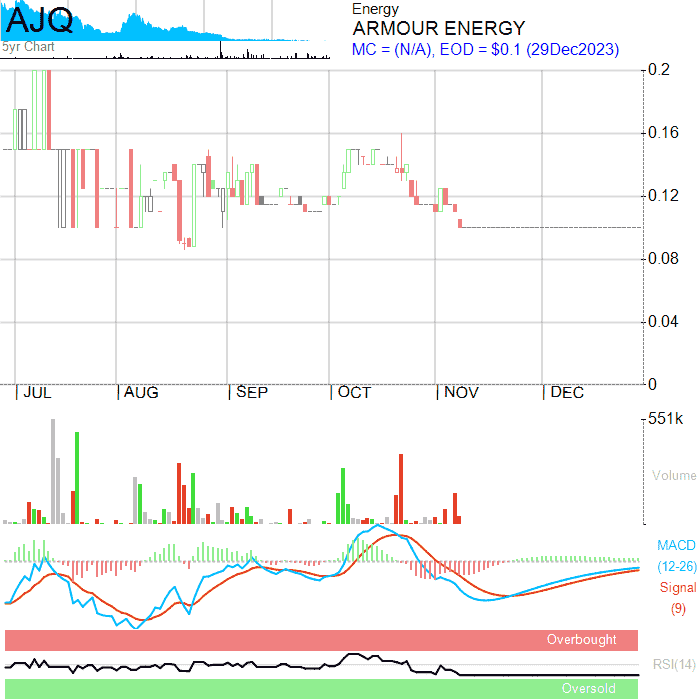 AJQ
5yr Chart
Energy
ARMOUR ENERGY
MC = (N/A), EOD = $0.1 (29Dec2023)
0.2
0.16
0.12
0.08
0.04
0
JUL AUG SEP OCT NOV DEC
551k
Volume
MACD
(12-26)
Signal
(9)
Overbought
RSI(14)
Oversold